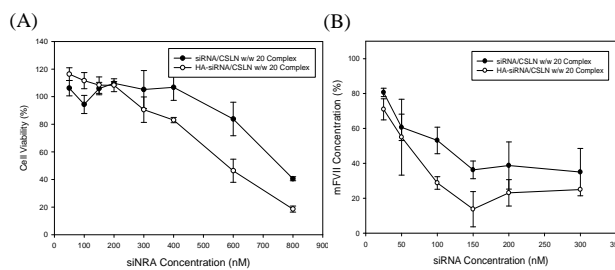 (A)
siRNA/CSLN w/w 20 Complex
HA-siRNA/CSLN w/w 20 Complex
Cell Viability (%)
140
120
100
80
60
40
20
0
0 100 200 300 400 500 600 700 800 900
siNRA Concentration (nM)
(B)
siRNA/CSLN w/w 20 Complex
HA-siRNA/CSLN w/w 20 Complex
mFVII Concentration (%)
100
80
60
40
20
0
0 50 100 150 200 250 300
siRNA Concentration (nM)